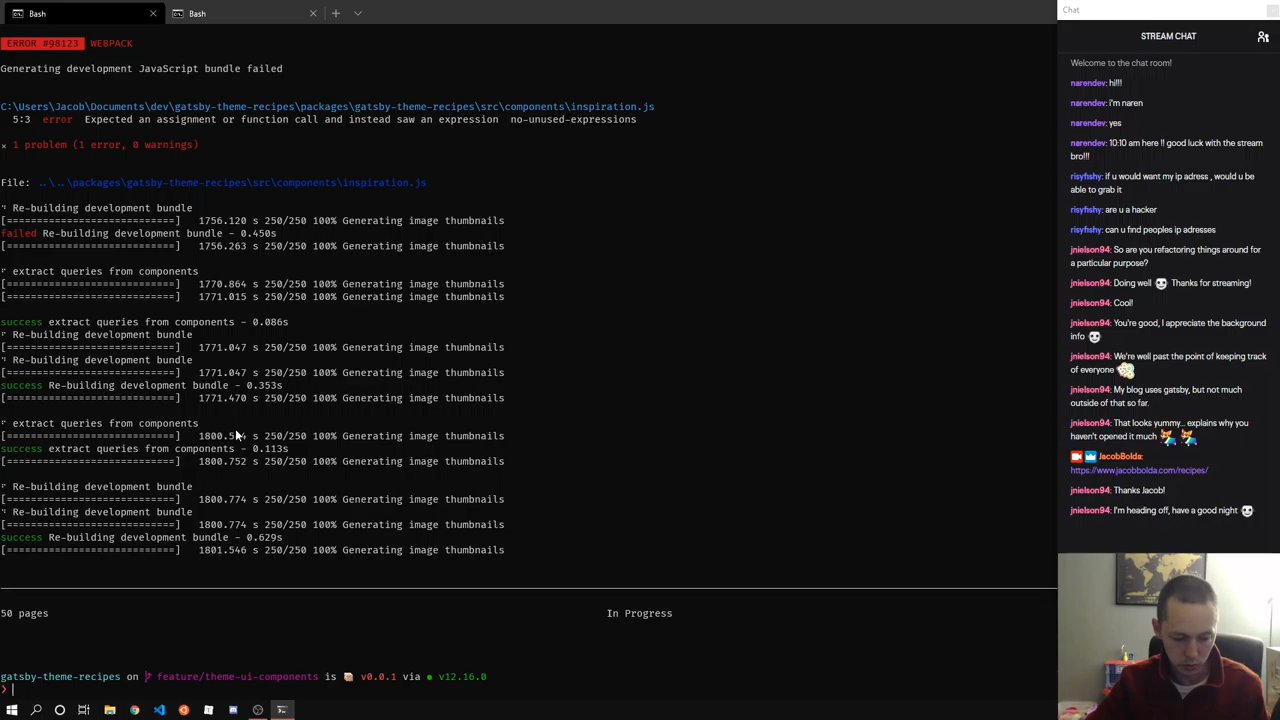 Bash
Bash
Chat
ERROR #98123 WEBPACK
Generating development JavaScript bundle failed
C:\Users\Jacob\Documents\dev\gatsby-theme-recipes\packages\gatsby-theme-recipes\src\components\inspiration.js
5:3 error Expected an assignment or function call and instead saw an expression no-unused-expressions
× 1 problem (1 error, 0 warnings)
File: ..\..\packages\gatsby-theme-recipes\src\components\inspiration.js
Re-building development bundle
[===========================] 1756.120 s 250/250 100% Generating image thumbnails
failed Re-building development bundle - 0.450s
[===========================] 1756.263 s 250/250 100% Generating image thumbnails
extract queries from components
[===========================] 1770.864 s 250/250 100% Generating image thumbnails
[===========================] 1771.015 s 250/250 100% Generating image thumbnails
success extract queries from components - 0.086s
Re-building development bundle
[===========================] 1771.047 s 250/250 100% Generating image thumbnails
Re-building development bundle
[===========================] 1771.047 s 250/250 100% Generating image thumbnails
success Re-building development bundle - 0.353s
[===========================] 1771.470 s 250/250 100% Generating image thumbnails
extract queries from components
[===========================] s 250/250 100% Generating image thumbnails
success extract queries from components - 0.113s
[===========================] 1800.752 s 250/250 100% Generating image thumbnails
Re-building development bundle
[===========================] 1800.774 s 250/250 100% Generating image thumbnails
Re-building development bundle
[===========================] 1800.774 s 250/250 100% Generating image thumbnails
success Re-building development bundle - 0.629s
[===========================] 1801.546 s 250/250 100% Generating image thumbnails
50 pages In Progress
gatsby-theme-recipes on feature/theme-ui-components is v0.0.1 via v12.16.0
❯
STREAM CHAT
Welcome to the chat room!
narendev: hi!!!
narendev: i'm naren
narendev: yes
narendev: 10:10 am here !! good luck with the stream
bro!!!
risyfishy: if u would want my ip adress , would u be
able to grab it
risyfishy: are u a hacker
risyfishy: can u find peoples ip adresses
jnielson94: So are you refactoring things around for
a particular purpose?
jnielson94: Doing well Thanks for streaming!
jnielson94: Cool!
jnielson94: You're good, I appreciate the background
info
jnielson94: We're well past the point of keeping track
of everyone
jnielson94: My blog uses gatsby, but not much
outside of that so far.
jnielson94: That looks yummy... explains why you
haven't opened it much
JacobBolda:
https://www.jacobbolda.com/recipes/
jnielson94: Thanks Jacob!
jnielson94: I'm heading off, have a good night